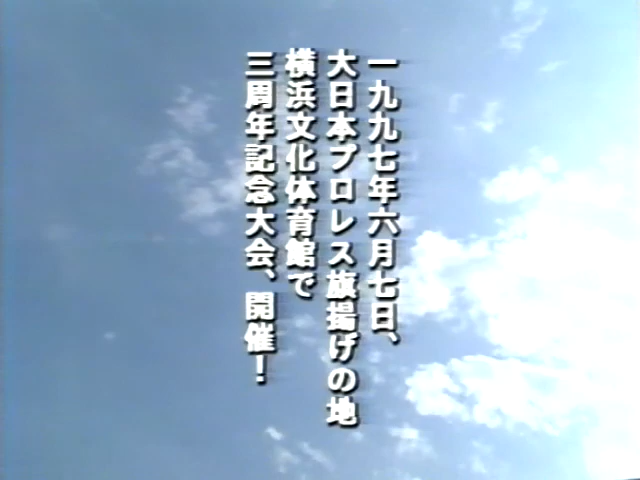 一九九七年六月七日、
大日本プロレス旗揚げの地
横浜文化体育館で
三周年記念大会、開催！